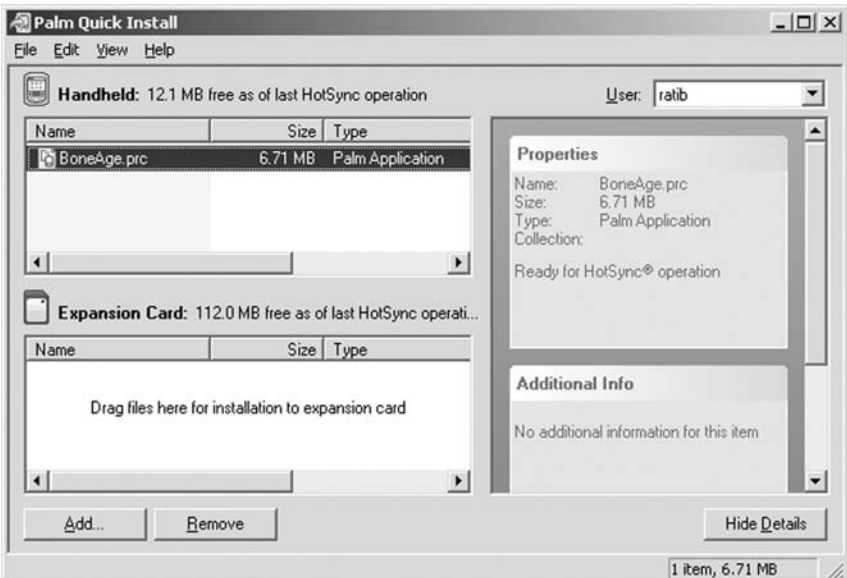 Palm Quick Install
File Edit View Help
Handheld: 12.1 MB free as of last HotSync operation
User: ratib
Name Size Type
BoneAge.prc 6.71 MB Palm Application
Properties
Name: BoneAge.prc
Size: 6.71 MB
Type: Palm Application
Collection:
Ready for HotSync® operation
Expansion Card: 112.0 MB free as of last HotSync operati...
Name Size Type
Drag files here for installation to expansion card
Additional Info
No additional information for this item
Add... Remove Hide Details
1 item, 6.71 MB